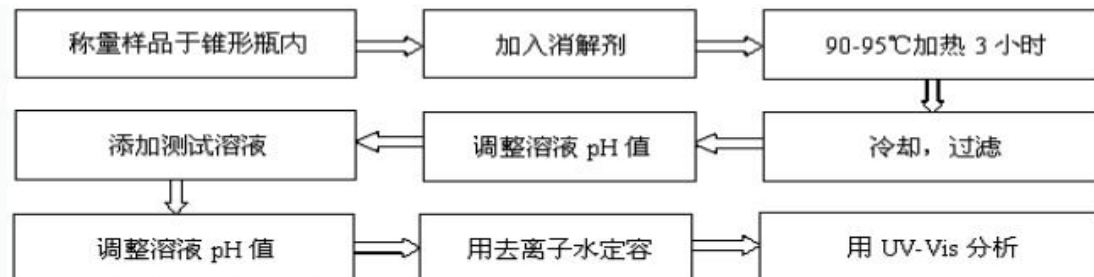 称量样品于锥形瓶内
加入消解剂
90-95℃加热 3 小时
冷却，过滤
调整溶液 pH 值
添加测试溶液
调整溶液 pH 值
用去离子水定容
用 UV-Vis 分析